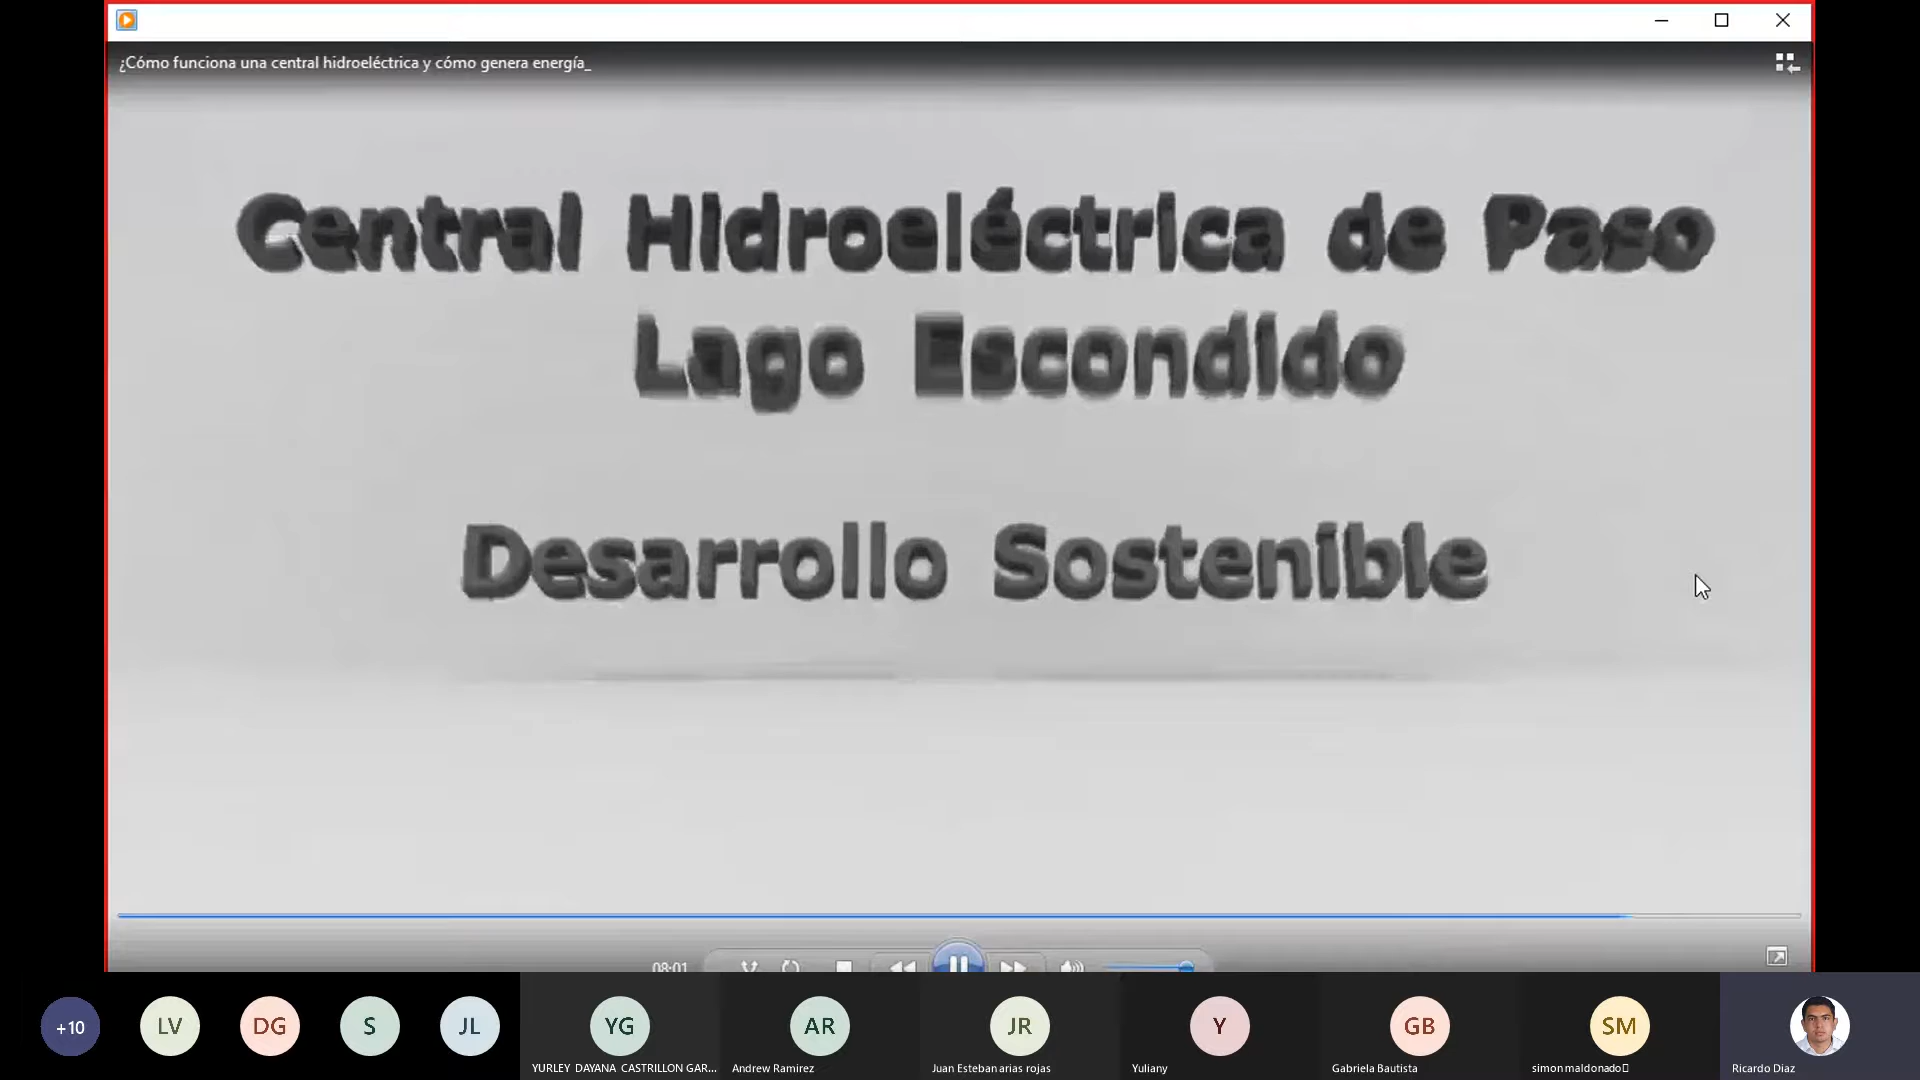 ¿Cómo funciona una central hidroeléctrica y cómo genera energía_
Central Hidroeléctrica de Paso
Lago Escondido
Desarrollo Sostenible
08:01
+10
LV
DG
S
JL
YG
AR
JR
Y
GB
SM
YURLEY DAYANA CASTRILLON GAR...
Andrew Ramirez
Juan Esteban arias rojas
Yuliany
Gabriela Bautista
simon maldonado
Ricardo Diaz